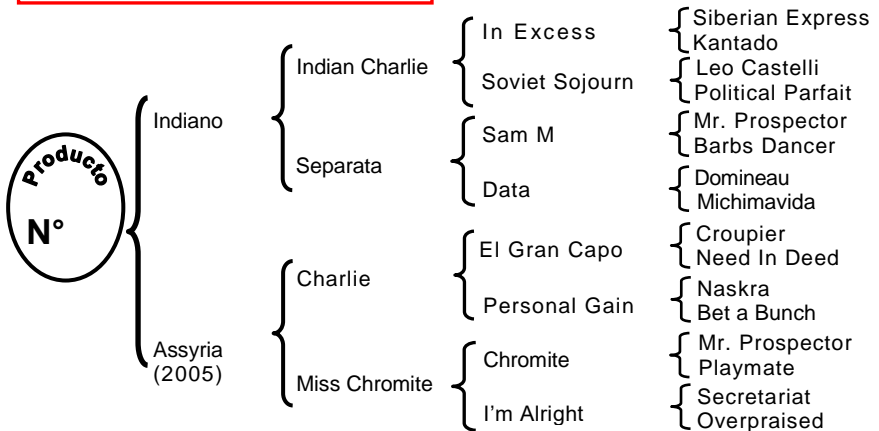 Producto
N°
Indiano
Assyria
(2005)
Indian Charlie
Separata
Charlie
Miss Chromite
In Excess
Soviet Sojourn
Sam M
Data
El Gran Capo
Personal Gain
Chromite
I'm Alright
Siberian Express
Kantado
Leo Castelli
Political Parfait
Mr. Prospector
Barbs Dancer
Domineau
Michimavida
Croupier
Need In Deed
Naskra
Bet a Bunch
Mr. Prospector
Playmate
Secretariat
Overpraised